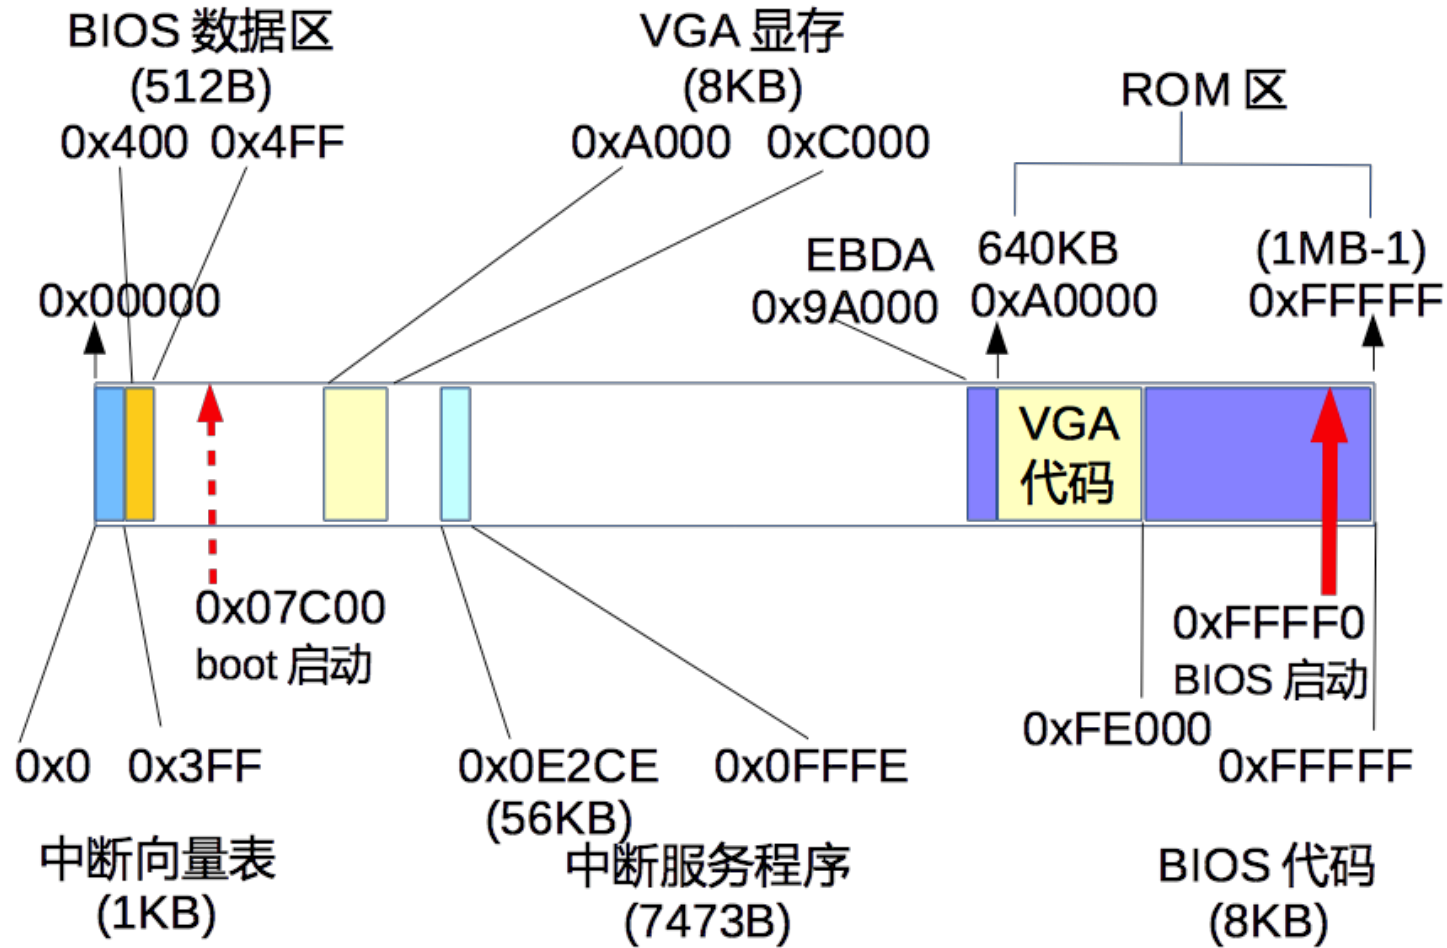 BIOS 数据区
(512B)
0x400 0x4FF
VGA 显存
(8KB)
0xA000 0xC000
ROM 区
0x00000
EBDA
0x9A000
640KB
0xA0000
(1MB-1)
0xFFFFF
VGA
代码
0x07C00
boot 启动
0xFFFF0
BIOS 启动
0x0 0x3FF
中断向量表
(1KB)
0x0E2CE
(56KB)
0x0FFFE
中断服务程序
(7473B)
0xFE000
0xFFFFF
BIOS 代码
(8KB)